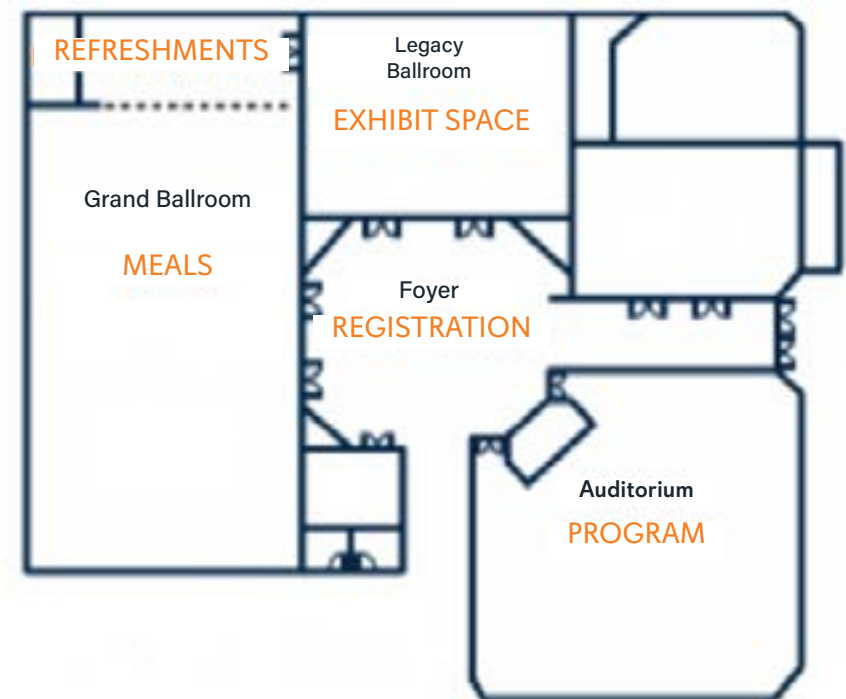 REFRESHMENTS
Legacy
Ballroom
EXHIBIT SPACE
Grand Ballroom
MEALS
Foyer
REGISTRATION
Auditorium
PROGRAM